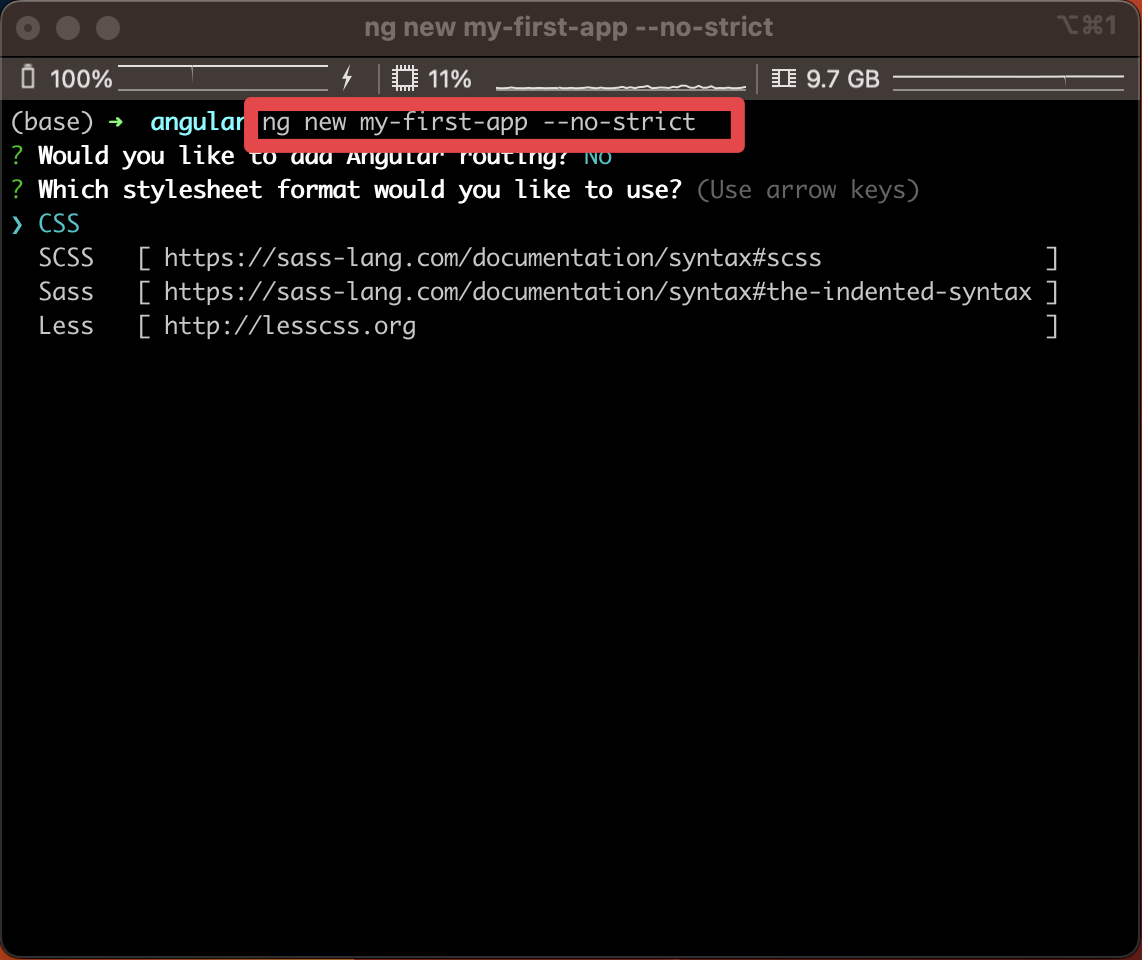 ng new my-first-app --no-strict ⌥⌘1
100% 11% 9.7 GB
(base) ➜ angular ng new my-first-app --no-strict
? Would you like to add Angular routing? No
? Which stylesheet format would you like to use? (Use arrow keys)
❯ CSS
SCSS [ https://sass-lang.com/documentation/syntax#scss ]
Sass [ https://sass-lang.com/documentation/syntax#the-indented-syntax ]
Less [ http://lesscss.org ]